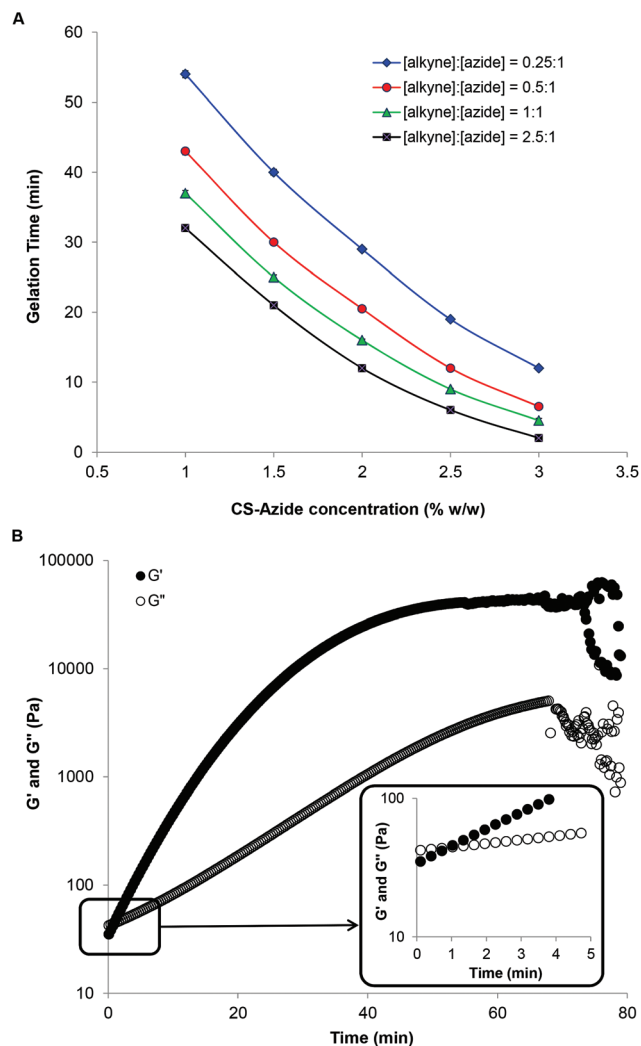 A
Gelation Time (min)
60
50
40
30
20
10
0
[alkyne]:[azide] = 0.25:1
[alkyne]:[azide] = 0.5:1
[alkyne]:[azide] = 1:1
[alkyne]:[azide] = 2.5:1
0.5 1 1.5 2 2.5 3 3.5
CS-Azide concentration (% w/w)
B
G' and G" (Pa)
100000
10000
1000
100
10
G'
G"
G' and G" (Pa)
100
10
0 1 2 3 4 5
Time (min)
0 20 40 60 80
Time (min)